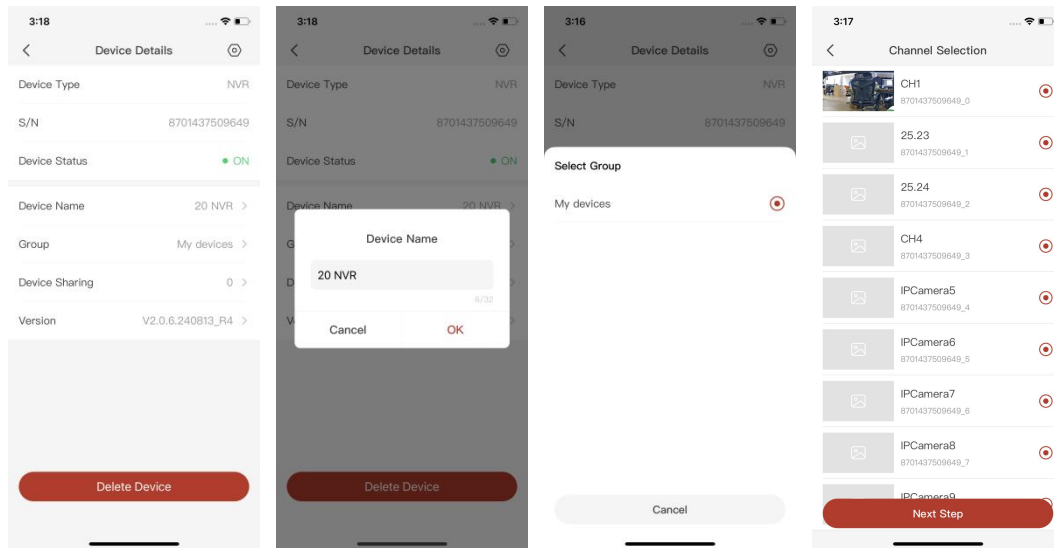 3:18
Device Details
Device Type NVR
S/N 8701437509649
Device Status ON
Device Name 20 NVR
Group My devices
Device Sharing 0
Version V2.0.6.240813_R4
Delete Device
3:18
Device Details
Device Type NVR
S/N 8701437509649
Device Status ON
Device Name 20 NVR
Device Name
20 NVR
6/32
Cancel OK
Delete Device
3:16
Device Details
Device Type NVR
S/N 8701437509649
Select Group
My devices
Cancel
3:17
Channel Selection
CH1
8701437509649_0
25.23
8701437509649_1
25.24
8701437509649_2
CH4
8701437509649_3
IPCamera5
8701437509649_4
IPCamera6
8701437509649_5
IPCamera7
8701437509649_6
IPCamera8
8701437509649_7
IPCamera9
Next Step